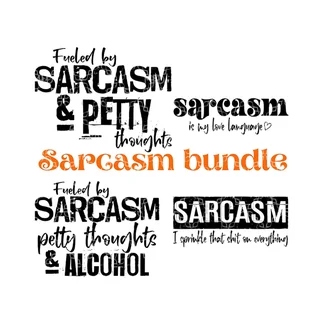 Fueled by
SARCASM
& PETTY
thoughts
sarcasm
is my love language
Sarcasm bundle
Fueled by
SARCASM
petty thoughts
& ALCOHOL
SARCASM
I sprinkle that shit on everything